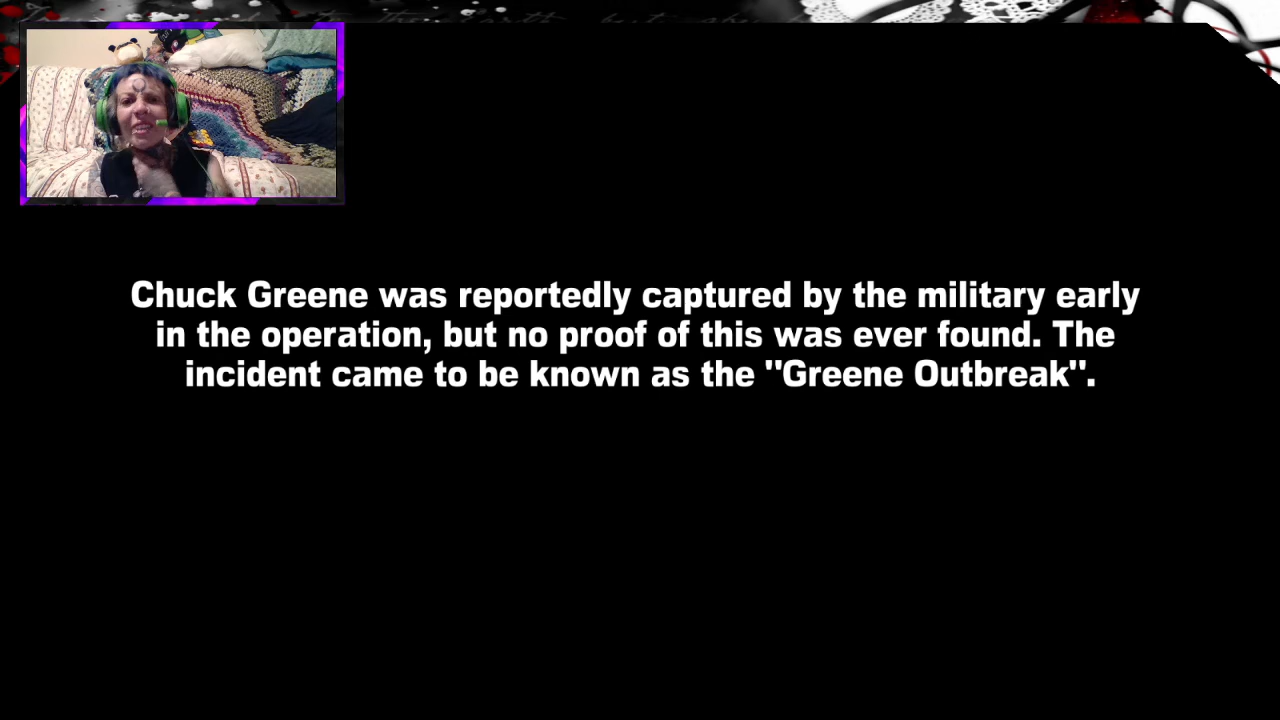 Chuck Greene was reportedly captured by the military early
in the operation, but no proof of this was ever found. The
incident came to be known as the "Greene Outbreak".